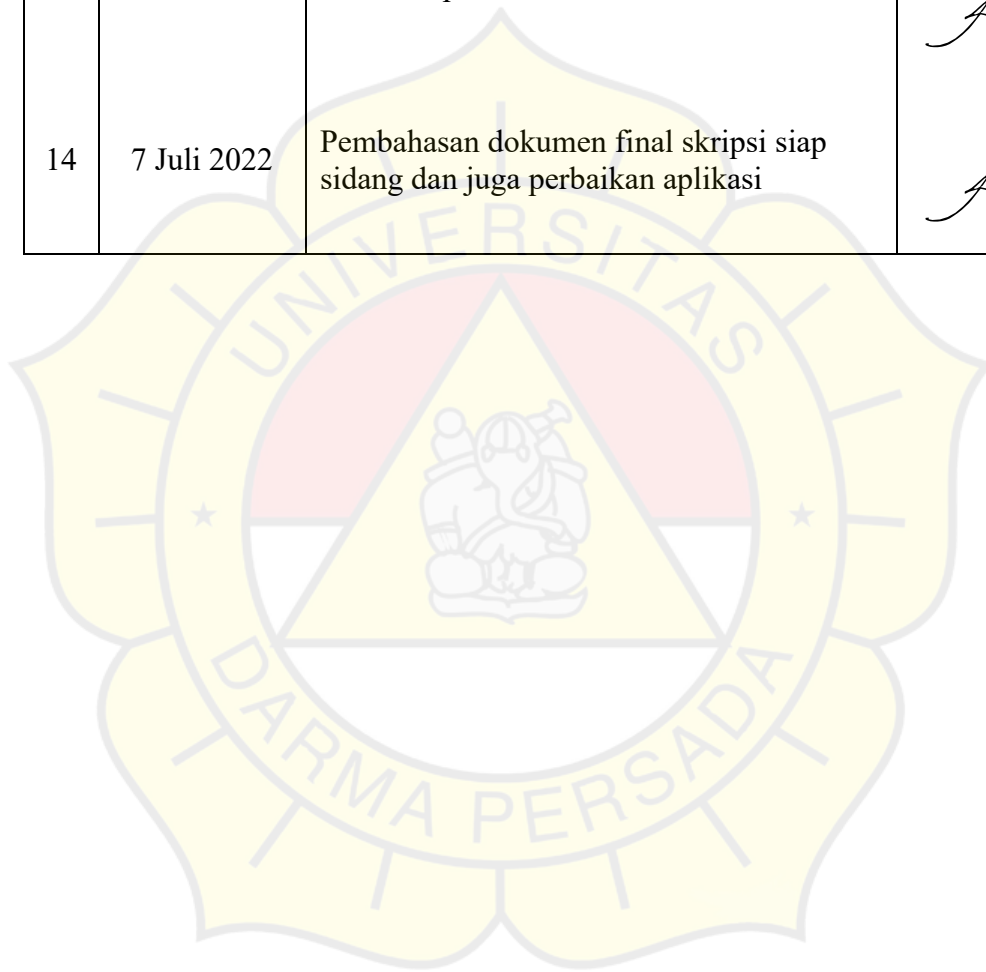 14
7 Juli 2022
Pembahasan dokumen final skripsi siap
sidang dan juga perbaikan aplikasi
UNIVERSITAS
DARMA PERSADA